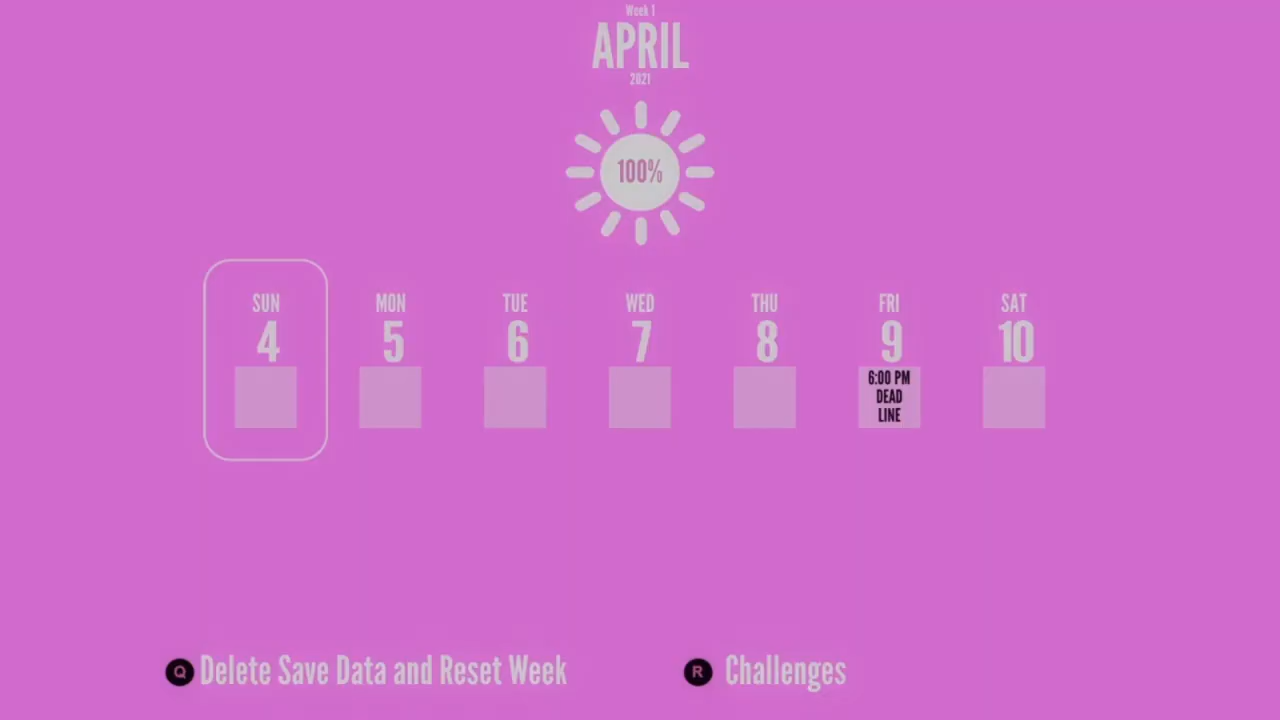 Week 1
APRIL
2021
100%
SUN MON TUE WED THU FRI SAT
4 5 6 7 8 9 10
6:00 PM
DEAD
LINE
Q Delete Save Data and Reset Week R Challenges